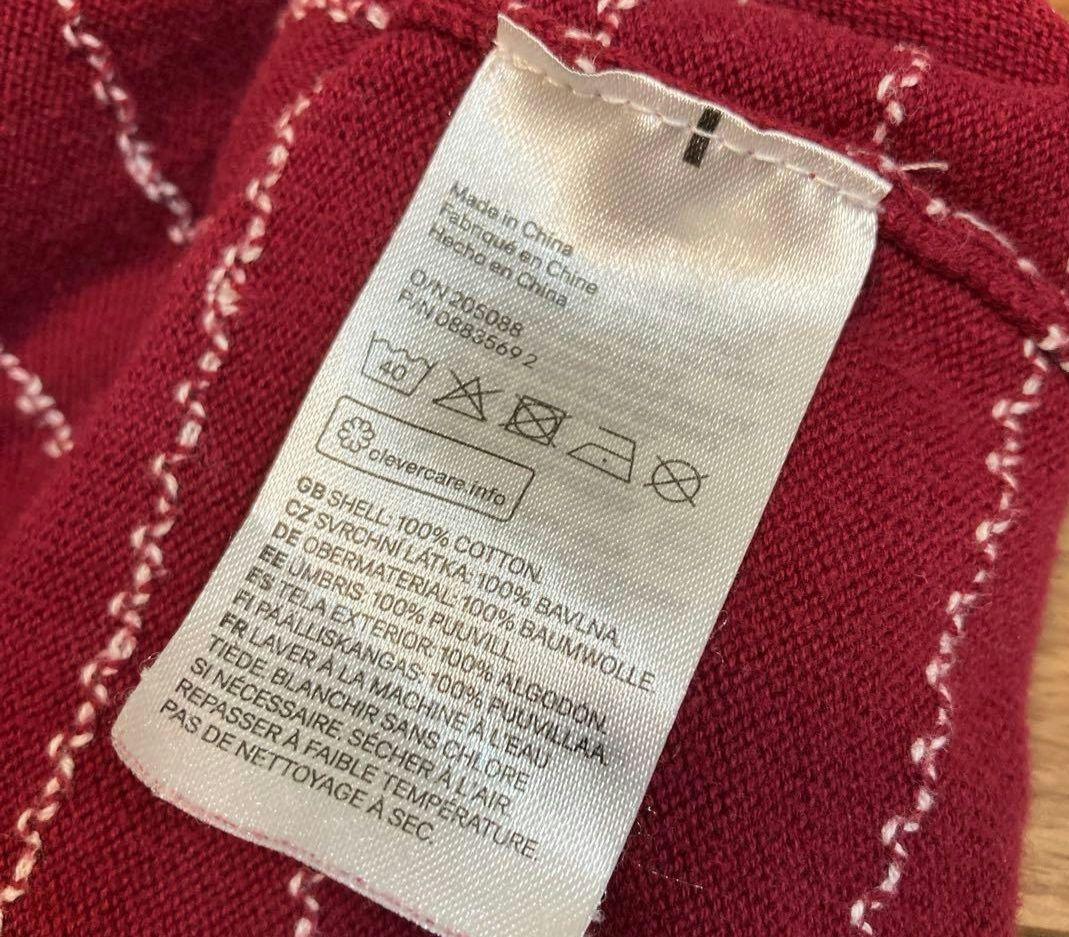 Made in China
Fabriqué en Chine
Hecho en China
O/N 205088
P/N 0883569 2
40
clevercare.info
GB SHELL: 100% COTTON.
CZ SVRCHNÍ LÁTKA: 100% BAVLNA.
DE OBERMATERIAL: 100% BAUMWOLLE.
EE UMBRIS: 100% PUUVILL.
ES TELA EXTERIOR: 100% ALGODÓN.
FI PÄÄLLISKANGAS: 100% PUUVILLAA.
FR LAVER À LA MACHINE À L'EAU
TIÈDE, BLANCHIR SANS CHLORE
SI NÉCESSAIRE, SÉCHER À L'AIR,
REPASSER À FAIBLE TEMPÉRATURE.
PAS DE NETTOYAGE À SEC.